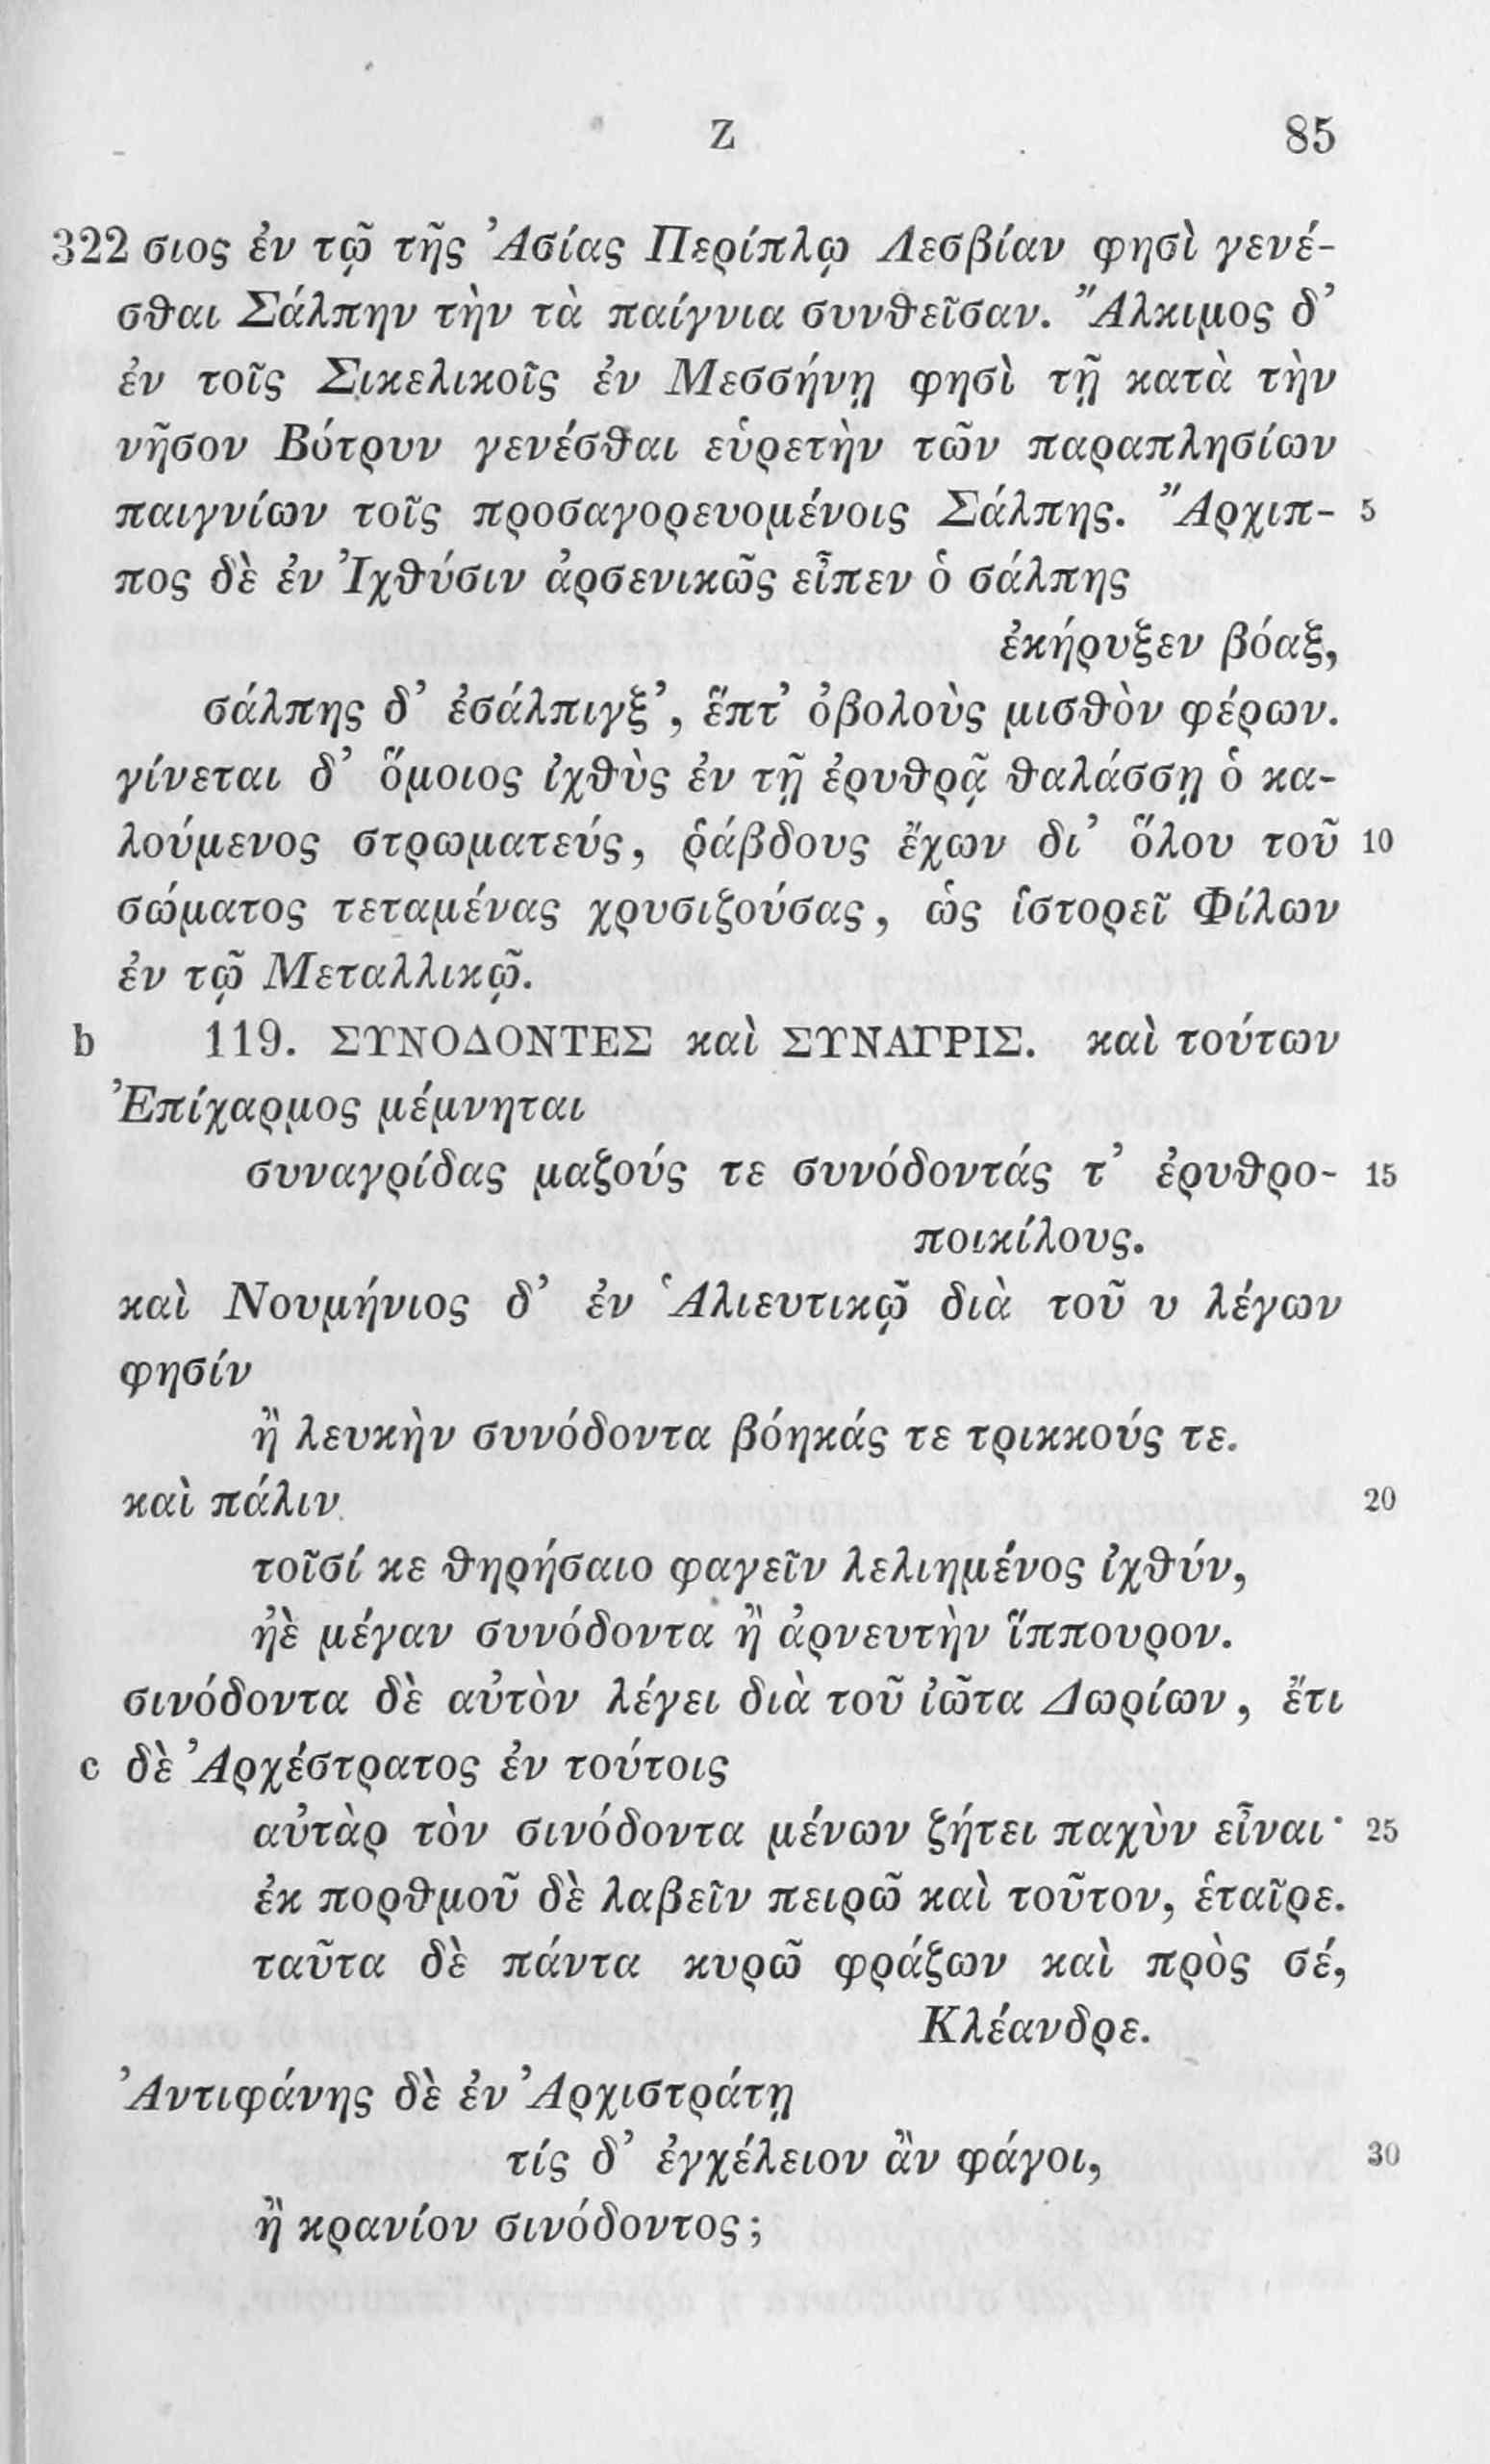 Z 85
322 σιος ἐν τῷ τῆς Ἀσίας Περίπλῳ Λεσβίαν φησὶ γενέ-
σθαι Σάλπην τὴν τὰ παίγνια συνθεῖσαν. Ἄλκιμος δ’
ἐν τοῖς Σικελικοῖς ἐν Μεσσήνῃ φησὶ τῇ κατὰ τὴν
νῆσον Βότρυν γενέσθαι εὑρετὴν τῶν παραπλησίων
παιγνίων τοῖς προσαγορευομένοις Σάλπης. Ἄρχιπ- 5
πος δὲ ἐν Ἰχθύσιν ἀρσενικῶς εἶπεν ὁ σάλπης
ἐκήρυξεν βόαξ,
σάλπης δ’ ἐσάλπιγξ’, ἕπτ’ ὀβολοὺς μισθὸν φέρων.
γίνεται δ’ ὅμοιος ἰχθὺς ἐν τῇ ἐρυθρᾷ θαλάσσῃ ὁ κα-
λούμενος στρωματεύς, ῥάβδους ἔχων δι’ ὅλου τοῦ 10
σώματος τεταμένας χρυσιζούσας, ὡς ἱστορεῖ Φίλων
ἐν τῷ Μεταλλικῷ.
b 119. ΣΥΝΟΔΟΝΤΕΣ καὶ ΣΥΝΑΓΡΙΣ. καὶ τούτων
Ἐπίχαρμος μέμνηται
συναγρίδας μαζούς τε συνόδοντάς τ’ ἐρυθρο- 15
ποικίλους.
καὶ Νουμήνιος δ’ ἐν Ἁλιευτικῷ διὰ τοῦ υ λέγων
φησίν
ἢ λευκὴν συνόδοντα βόηκάς τε τρικκούς τε.
καὶ πάλιν 20
τοῖσί κε θηρήσαιο φαγεῖν λελιημένος ἰχθύν,
ἠὲ μέγαν συνόδοντα ἢ ἀρνευτὴν ἵππουρον.
σινόδοντα δὲ αὐτὸν λέγει διὰ τοῦ ἰῶτα Δωρίων, ἔτι
c δὲ Ἀρχέστρατος ἐν τούτοις
αὐτὰρ τὸν σινόδοντα μένων ζήτει παχὺν εἶναι· 25
ἐκ πορθμοῦ δὲ λαβεῖν πειρῶ καὶ τοῦτον, ἑταῖρε.
ταῦτα δὲ πάντα κυρῶ φράζων καὶ πρὸς σέ,
Κλέανδρε.
Ἀντιφάνης δὲ ἐν Ἀρχιστράτῃ
τίς δ’ ἐγχέλειον ἂν φάγοι, 30
ἢ κρανίον σινόδοντος;